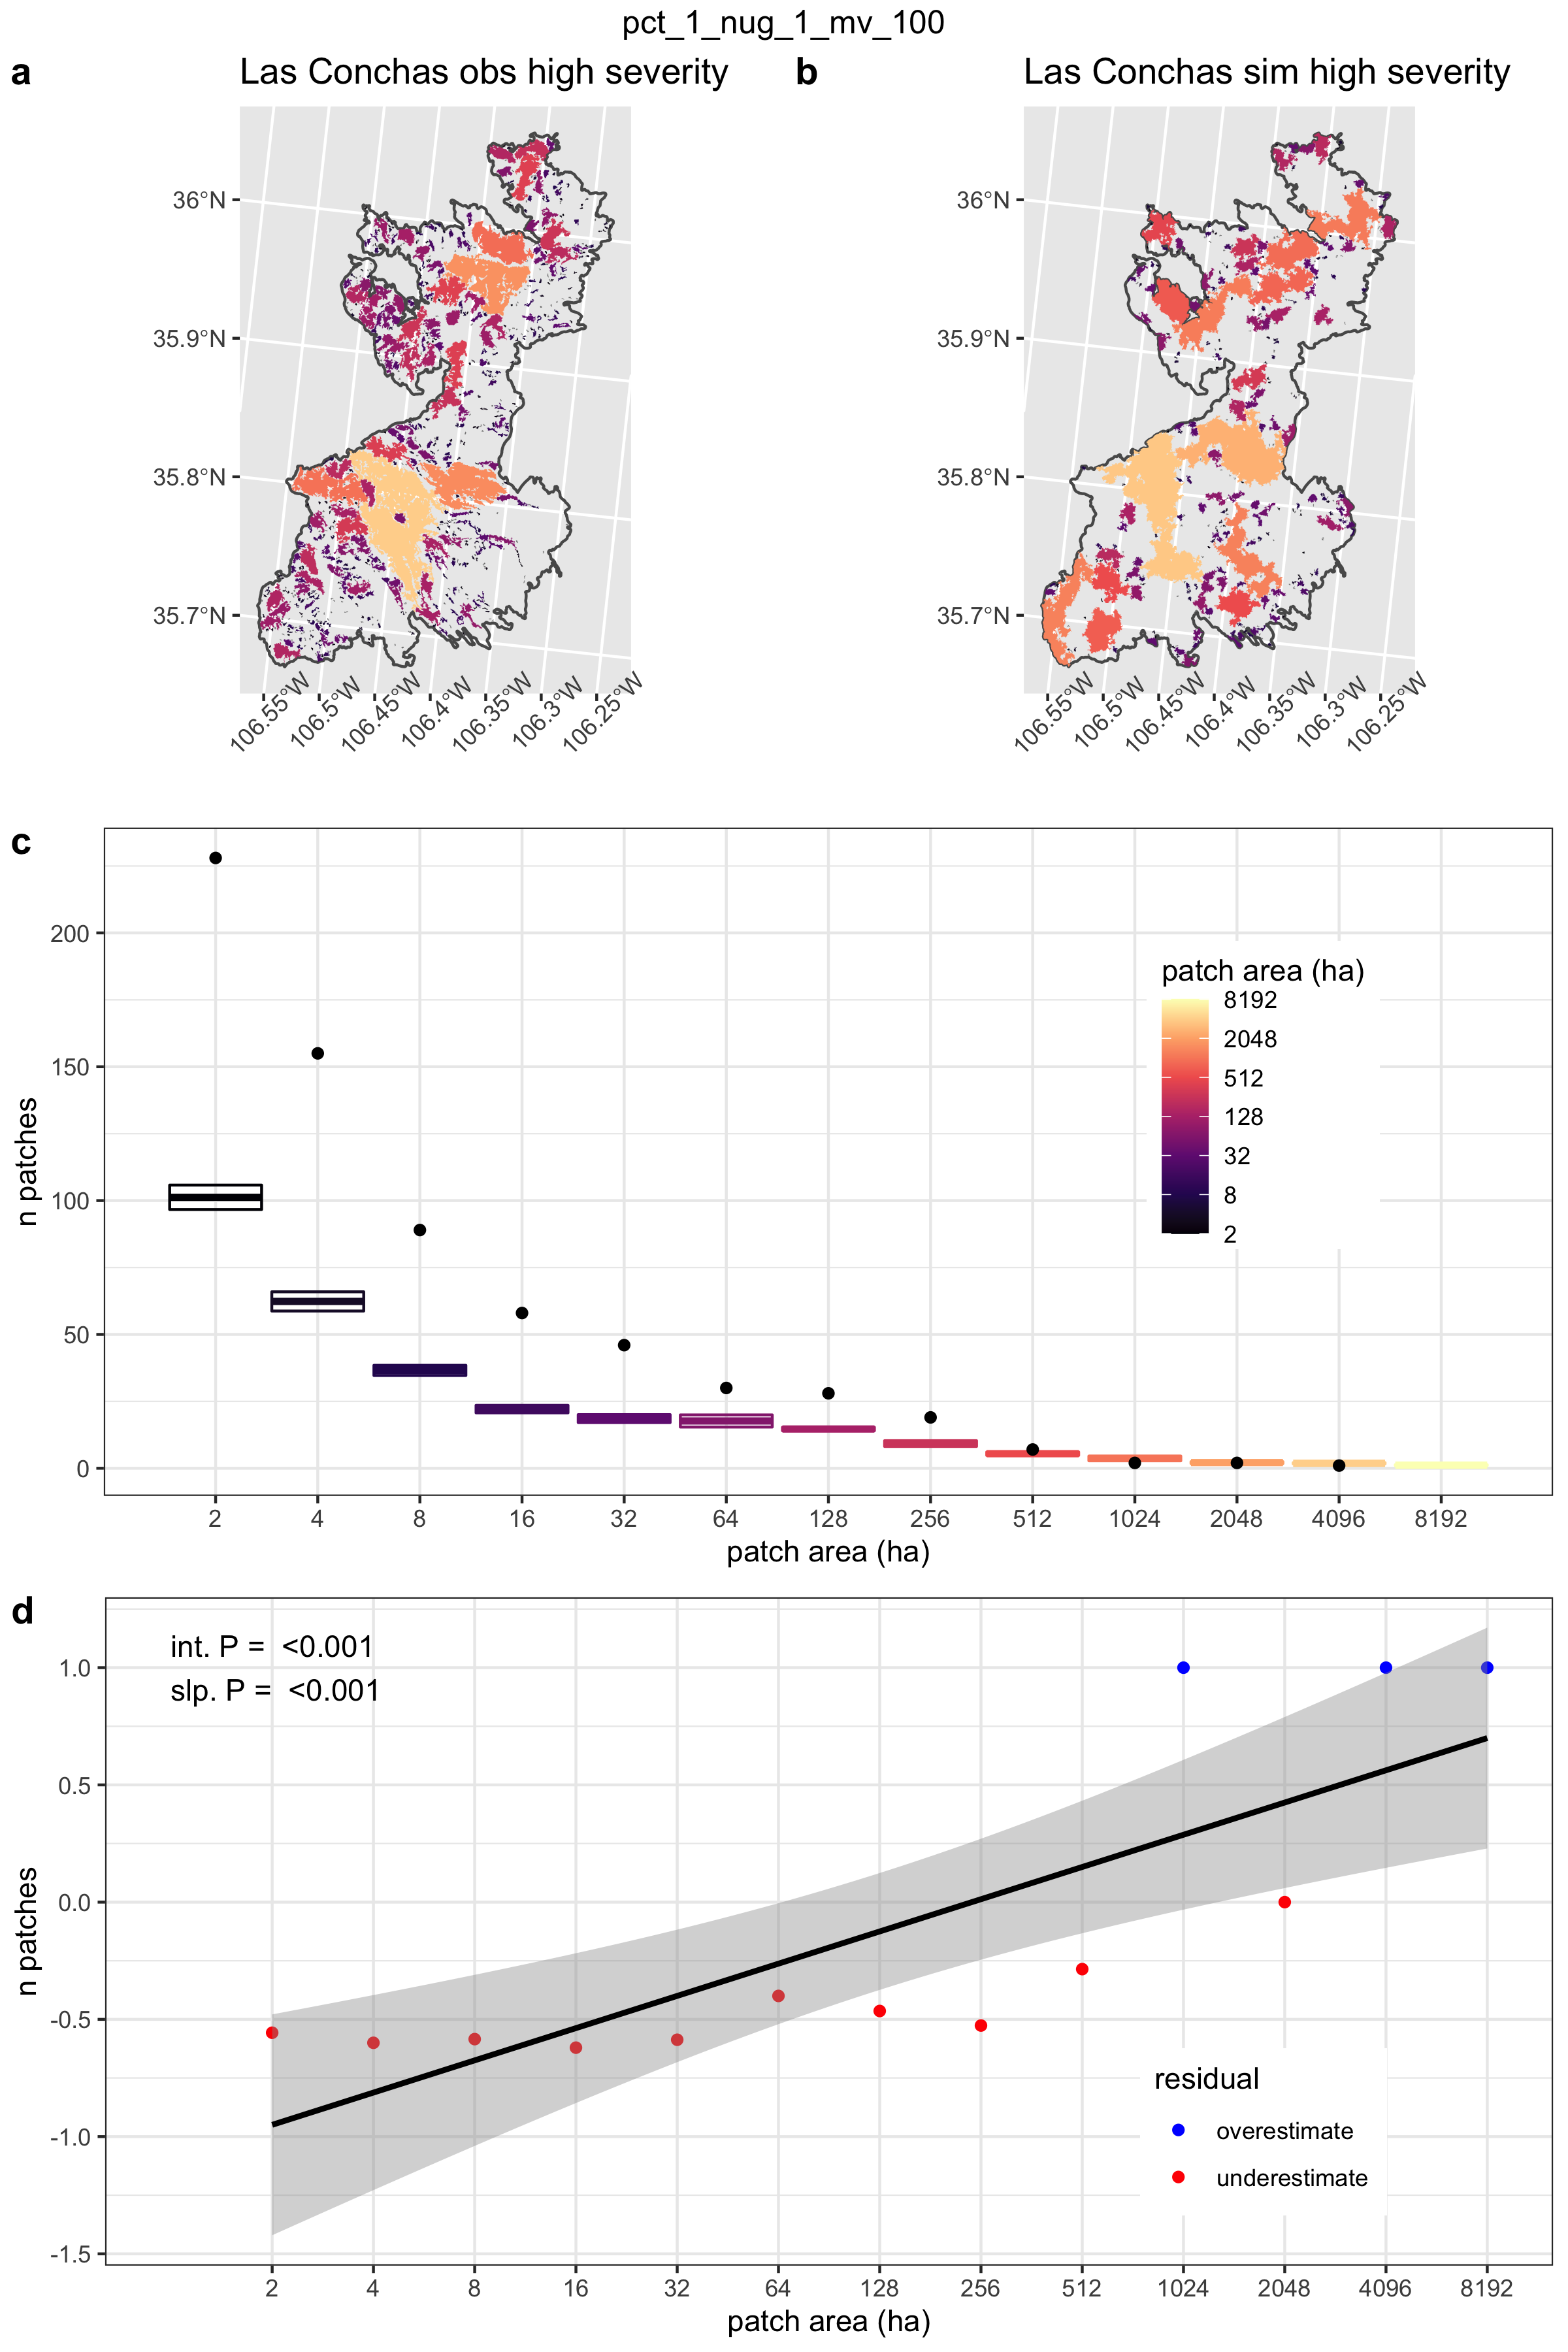 pct_1_nug_1_mv_100
a
Las Conchas obs high severity
b
Las Conchas sim high severity
36°N
35.9°N
35.8°N
35.7°N
106.55°W
106.5°W
106.45°W
106.4°W
106.35°W
106.3°W
106.25°W
36°N
35.9°N
35.8°N
35.7°N
106.55°W
106.5°W
106.45°W
106.4°W
106.35°W
106.3°W
106.25°W
c
n patches
200
150
100
50
0
patch area (ha)
8192
2048
512
128
32
8
2
2 4 8 16 32 64 128 256 512 1024 2048 4096 8192
patch area (ha)
d
int. P = <0.001
slp. P = <0.001
n patches
1.0
0.5
0.0
-0.5
-1.0
-1.5
residual
overestimate
underestimate
2 4 8 16 32 64 128 256 512 1024 2048 4096 8192
patch area (ha)